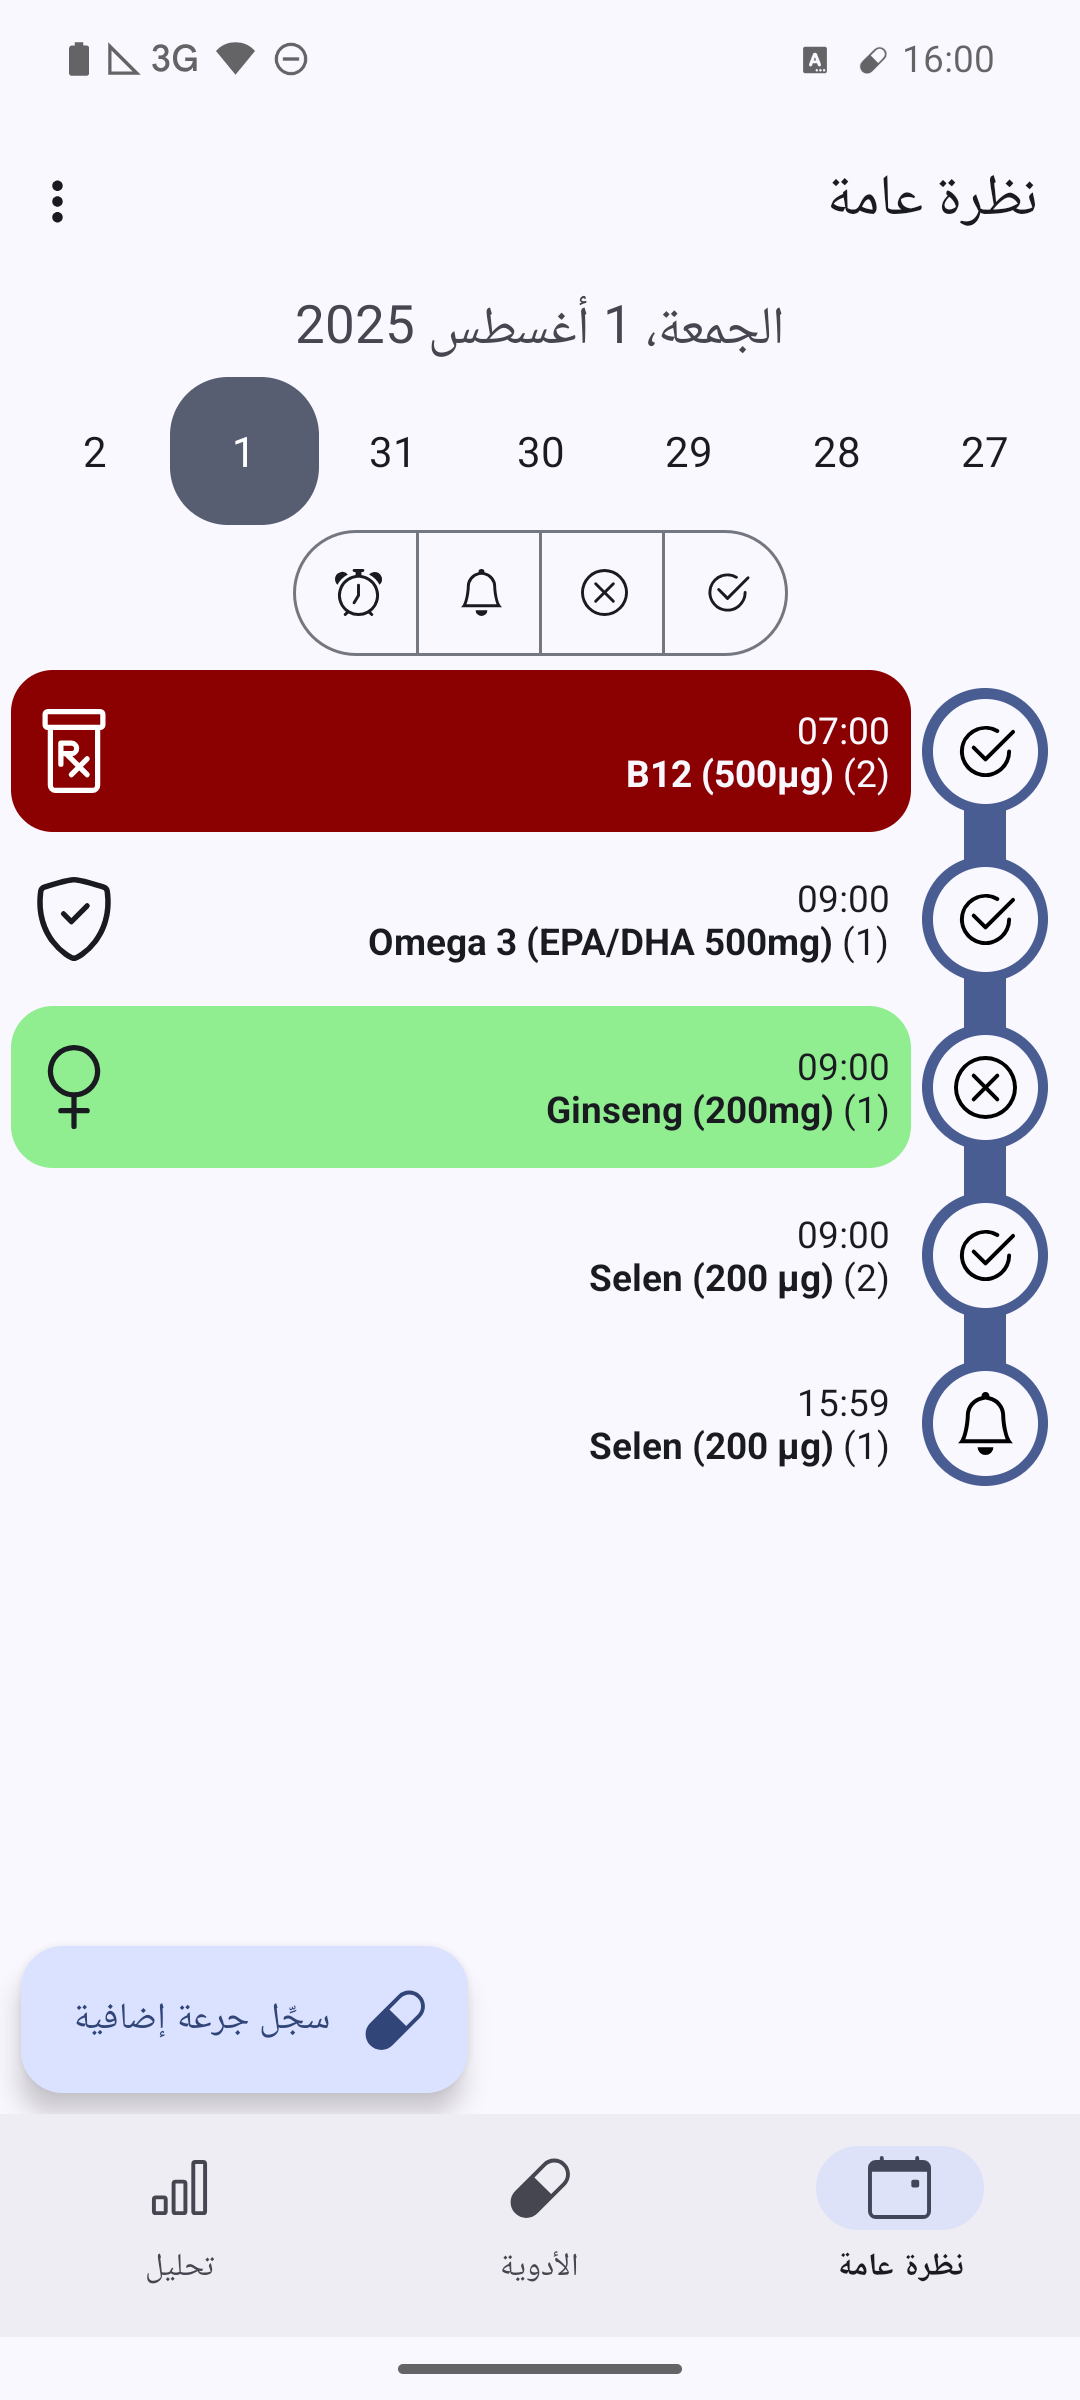 3G
16:00
نظرة عامة
الجمعة، 1 أغسطس 2025
27 28 29 30 31 1 2
07:00
B12 (500µg) (2)
09:00
Omega 3 (EPA/DHA 500mg) (1)
09:00
Ginseng (200mg) (1)
09:00
Selen (200 µg) (2)
15:59
Selen (200 µg) (1)
سجِّل جرعة إضافية
نظرة عامة
الأدوية
تحليل